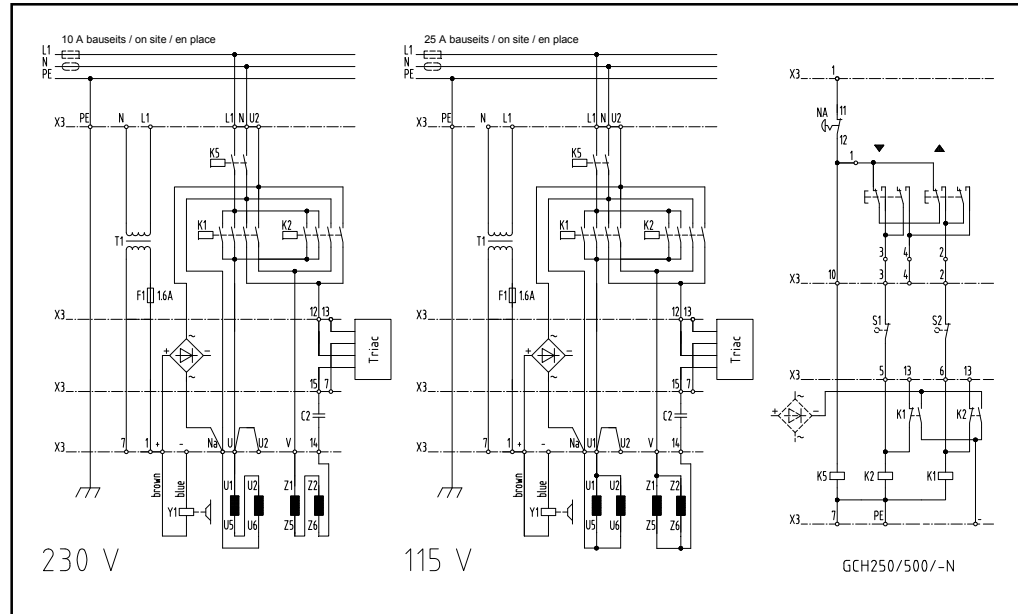 10 A bauseits / on site / en place
L1
N
PE
X3 PE N L1 L1 N U2
K5
K1 K2
T1
F1 1.6A
X3 12 13
~
+ -
~
Triac
X3 15 7
C2
X3 7 1 + - Na U U2 V 14
brown
blue
U1 U2 Z1 Z2
Y1
U5 U6 Z5 Z6
230 V
25 A bauseits / on site / en place
L1
N
PE
X3 PE N L1 L1 N U2
K5
K1 K2
T1
F1 1.6A
X3 12 13
~
+ -
~
Triac
X3 15 7
C2
X3 7 1 + - Na U U2 V 14
brown
blue
U1 U2 Z1 Z2
Y1
U5 U6 Z5 Z6
115 V
X3 1
NA 11
12
1
3 4 2
X3 10 3 4 2
S1 S2
X3 5 13 6 13
~
+ -
~
K1 K2
K5 K2 K1
X3 7 PE -
GCH250/500/-N